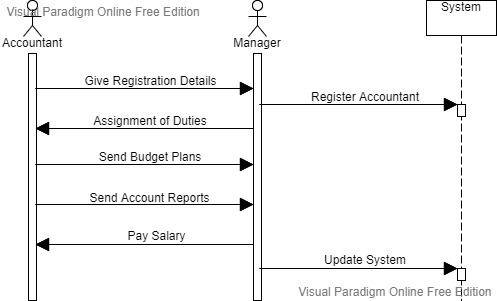 Visual Paradigm Online Free Edition
System
Accountant
Manager
Give Registration Details
Register Accountant
Assignment of Duties
Send Budget Plans
Send Account Reports
Pay Salary
Update System
Visual Paradigm Online Free Edition